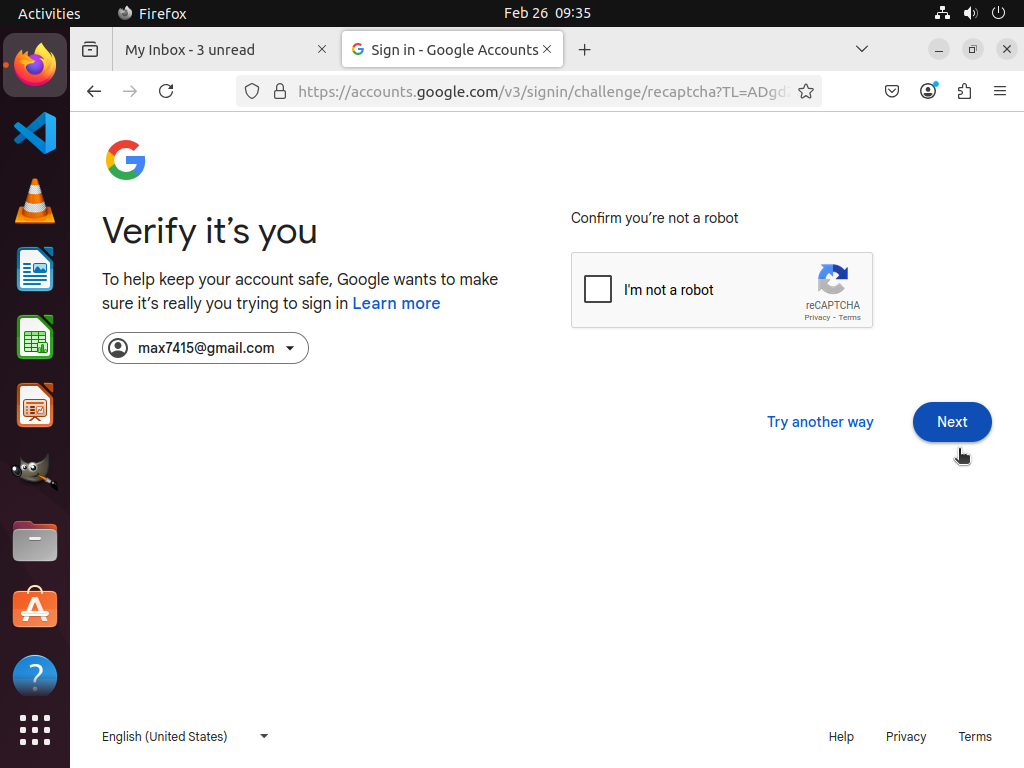 Activities
Firefox
Feb 26 09:35
My Inbox - 3 unread
Sign in - Google Accounts
https://accounts.google.com/v3/signin/challenge/recaptcha?TL=ADgd
Verify it’s you
To help keep your account safe, Google wants to make
sure it’s really you trying to sign in Learn more
max7415@gmail.com
Confirm you’re not a robot
I'm not a robot
reCAPTCHA
Privacy - Terms
Try another way
Next
English (United States)
Help
Privacy
Terms